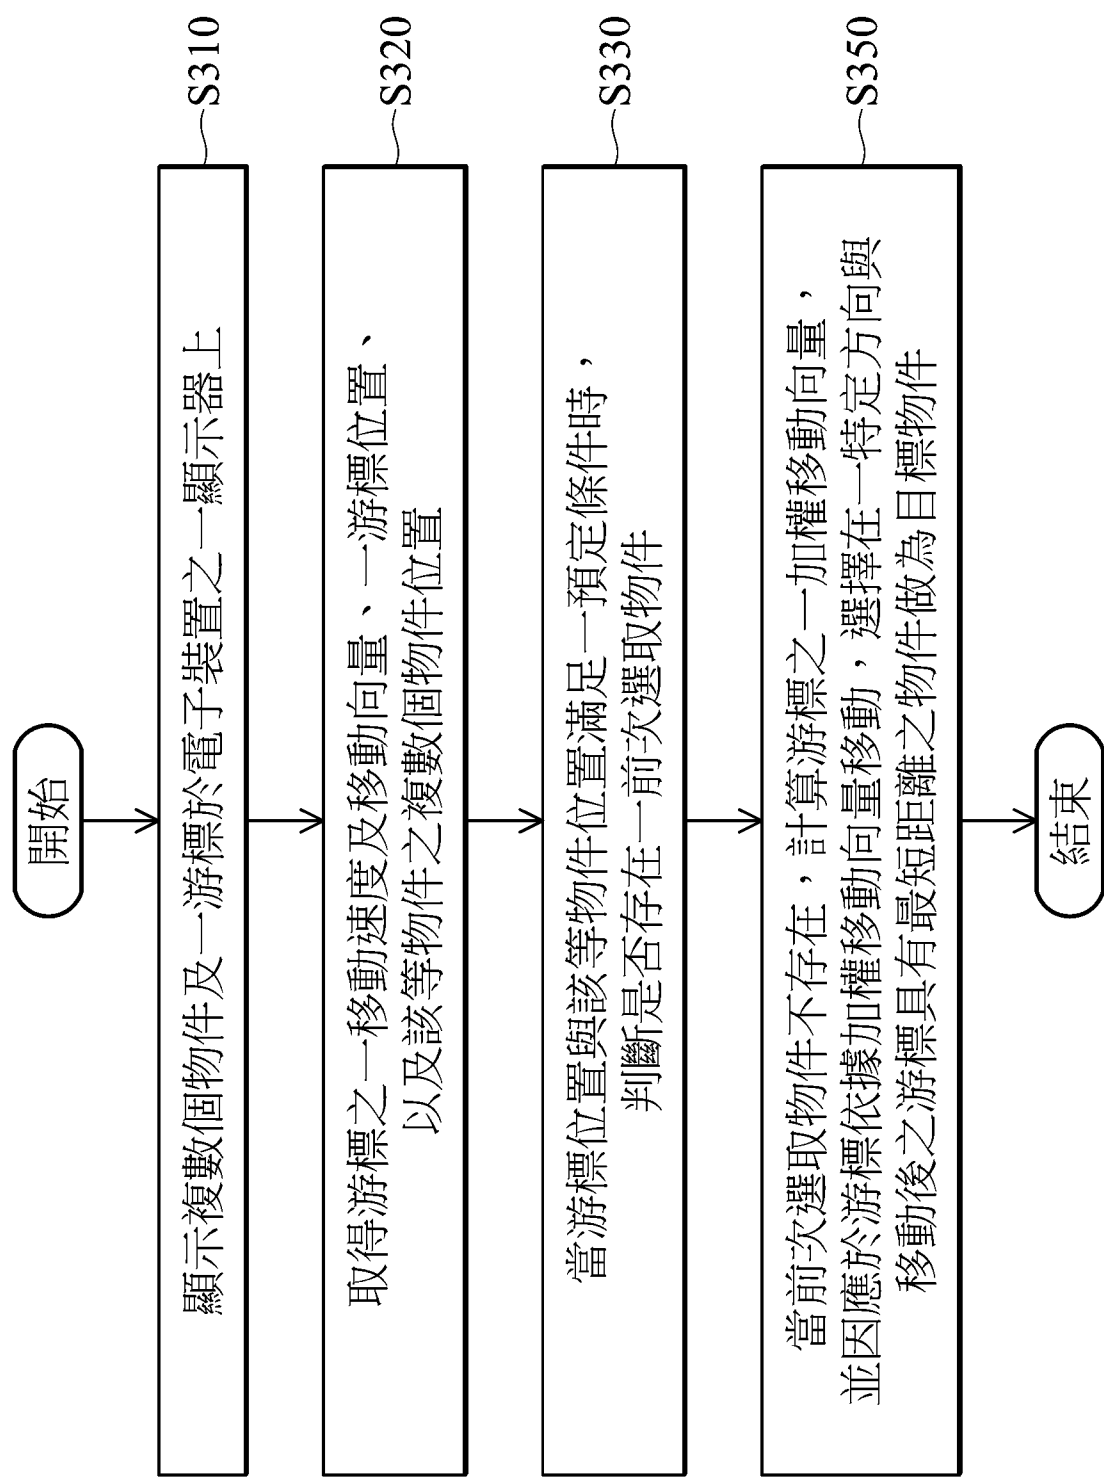 開始
S310
顯示複數個物件及一游標於電子裝置之一顯示器上
S320
取得游標之一移動速度及移動向量、一游標位置、
以及該等物件之複數個物件位置
S330
當游標位置與該等物件位置滿足一預定條件時，
判斷是否存在一前次選取物件
S350
當前次選取物件不存在，計算游標之一加權移動向量，
並因應於游標依據加權移動向量移動，選擇在一特定方向與
移動後之游標具有最短距離之物件做為目標物件
結束